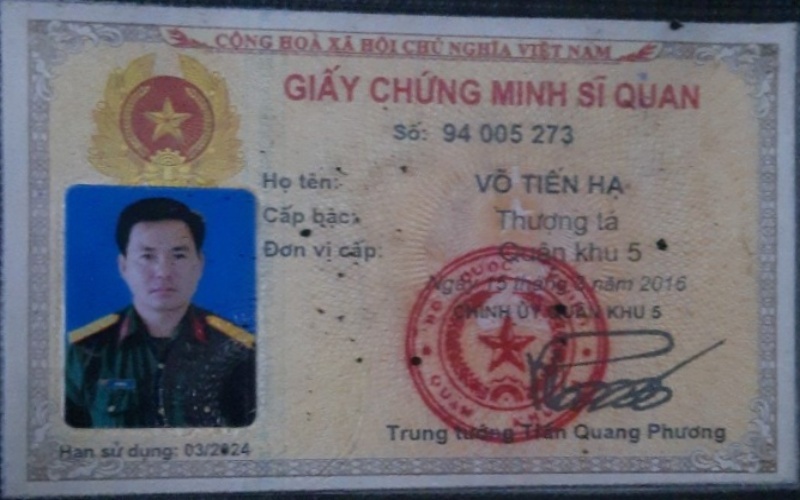 CỘNG HOÀ XÃ HỘI CHỦ NGHĨA VIỆT NAM
GIẤY CHỨNG MINH SĨ QUAN
Số: 94 005 273
Họ tên: VÕ TIẾN HẠ
Cấp bậc: Thượng tá
Đơn vị cấp: Quân khu 5
Ngày 15 tháng 3 năm 2016
CHÍNH ỦY QUÂN KHU 5
Trung tướng Trần Quang Phương
Hạn sử dụng: 03/2024